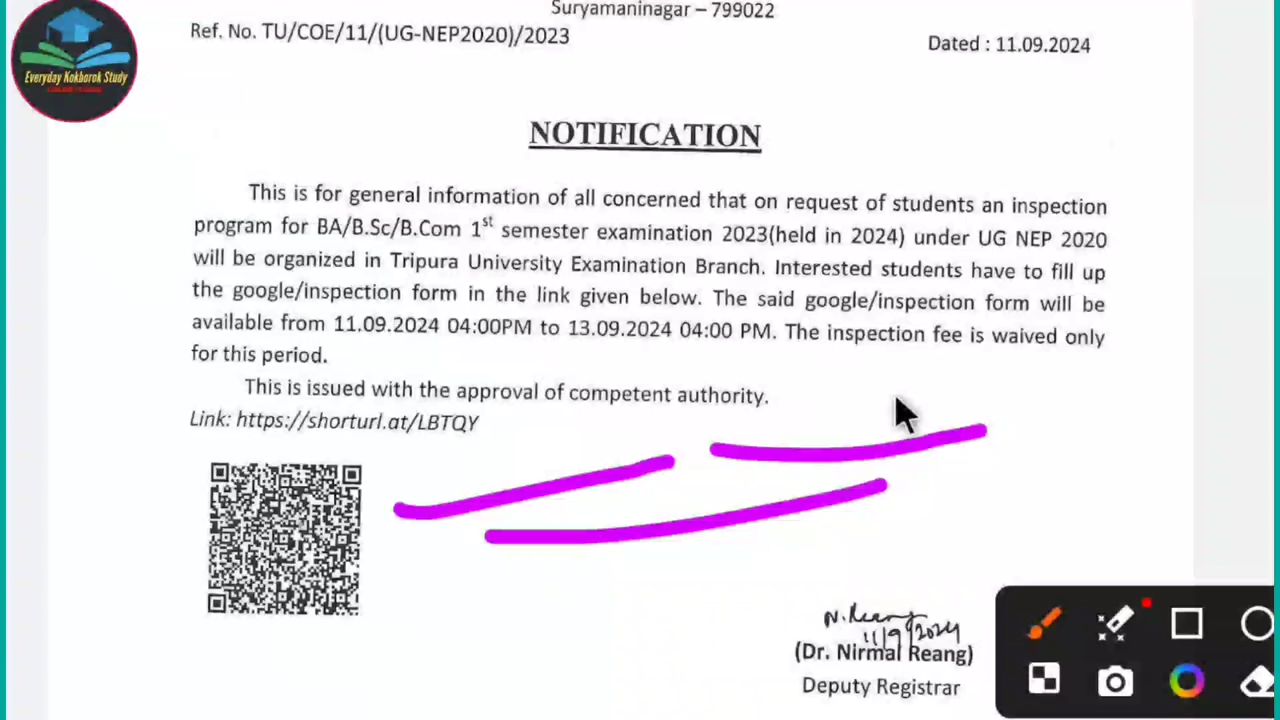 Suryamaninagar – 799022
Ref. No. TU/COE/11/(UG-NEP2020)/2023
Dated : 11.09.2024
Everyday Kokborok Study
NOTIFICATION
This is for general information of all concerned that on request of students an inspection
program for BA/B.Sc/B.Com 1st semester examination 2023(held in 2024) under UG NEP 2020
will be organized in Tripura University Examination Branch. Interested students have to fill up
the google/inspection form in the link given below. The said google/inspection form will be
available from 11.09.2024 04:00PM to 13.09.2024 04:00 PM. The inspection fee is waived only
for this period.
This is issued with the approval of competent authority.
Link: https://shorturl.at/LBTQY
N. Reang
11/9/2024
(Dr. Nirmal Reang)
Deputy Registrar